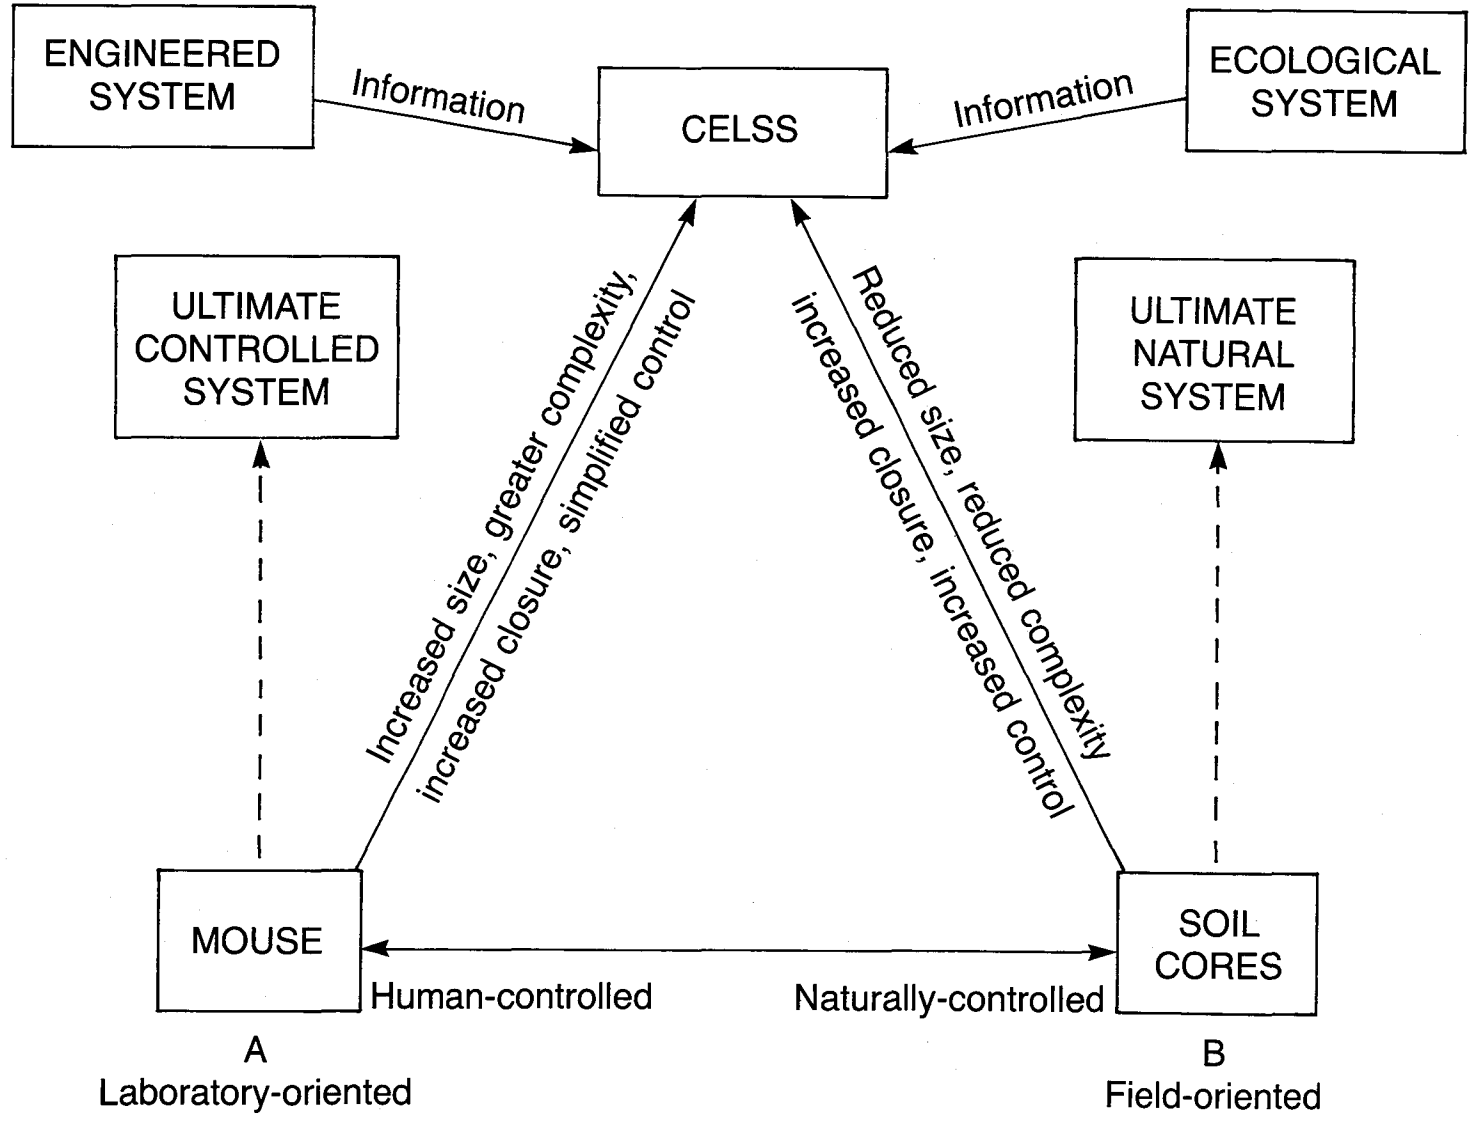 ENGINEERED
SYSTEM
Information
CELSS
Information
ECOLOGICAL
SYSTEM
ULTIMATE
CONTROLLED
SYSTEM
Increased size, greater complexity,
increased closure, simplified control
Reduced size, reduced complexity
increased closure, increased control
ULTIMATE
NATURAL
SYSTEM
MOUSE
Human-controlled
Naturally-controlled
SOIL
CORES
A
Laboratory-oriented
B
Field-oriented